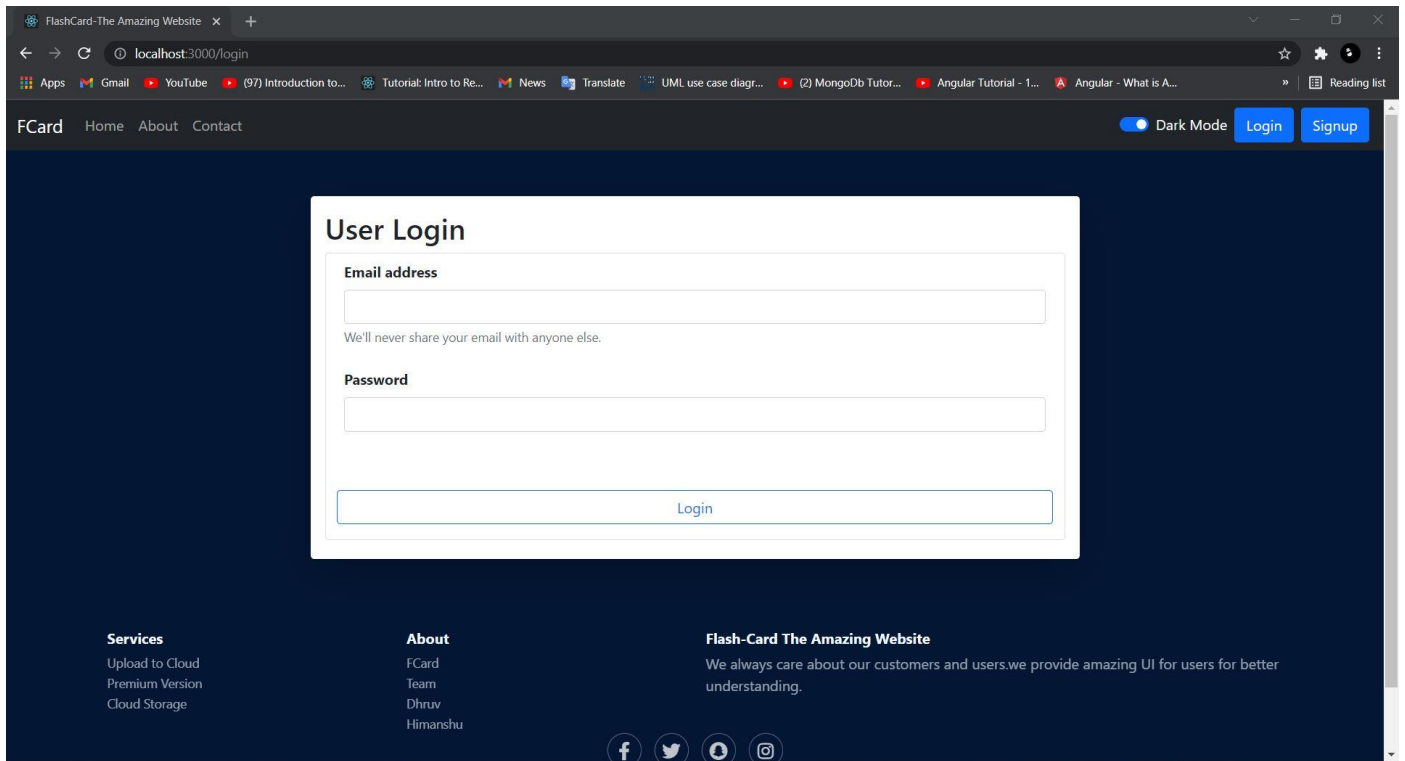 FlashCard-The Amazing Website
localhost:3000/login
Apps Gmail YouTube (97) Introduction to... Tutorial: Intro to Re... News Translate UML use case diagr... (2) MongoDb Tutor... Angular Tutorial - 1... Angular - What is A... » Reading list
FCard Home About Contact Dark Mode Login Signup
User Login
Email address
We'll never share your email with anyone else.
Password
Login
Services About Flash-Card The Amazing Website
Upload to Cloud FCard We always care about our customers and users.we provide amazing UI for users for better
Premium Version Team understanding.
Cloud Storage Dhruv
Himanshu